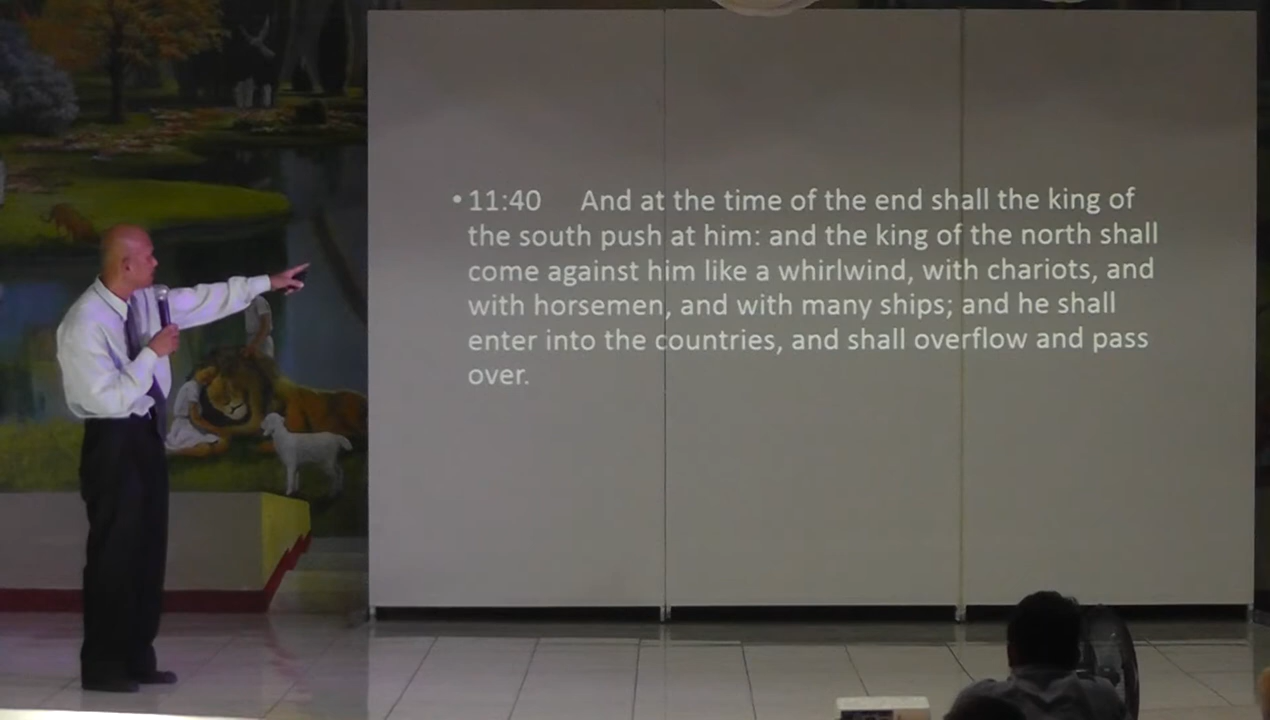 • 11:40 And at the time of the end shall the king of
the south push at him: and the king of the north shall
come against him like a whirlwind, with chariots, and
with horsemen, and with many ships; and he shall
enter into the countries, and shall overflow and pass
over.